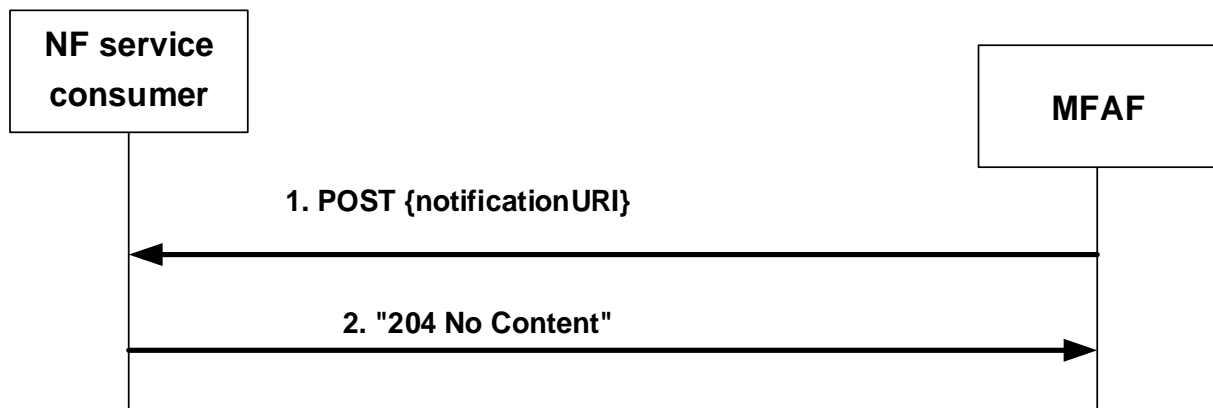 NF service
consumer
MFAF
1. POST {notificationURI}
2. "204 No Content"